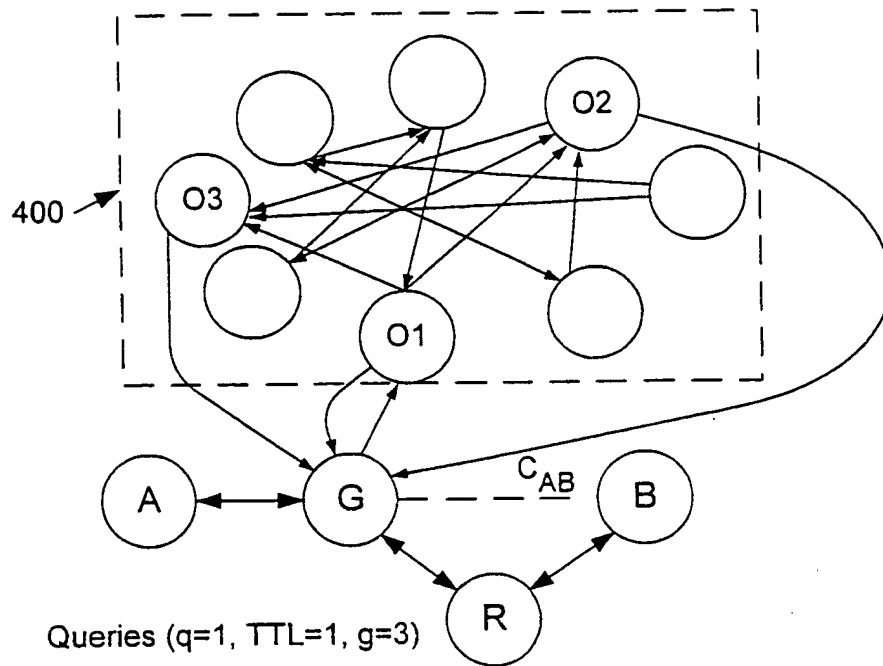 O2
O3
400
O1
C_AB
A
G
B
R
Queries (q=1, TTL=1, g=3)